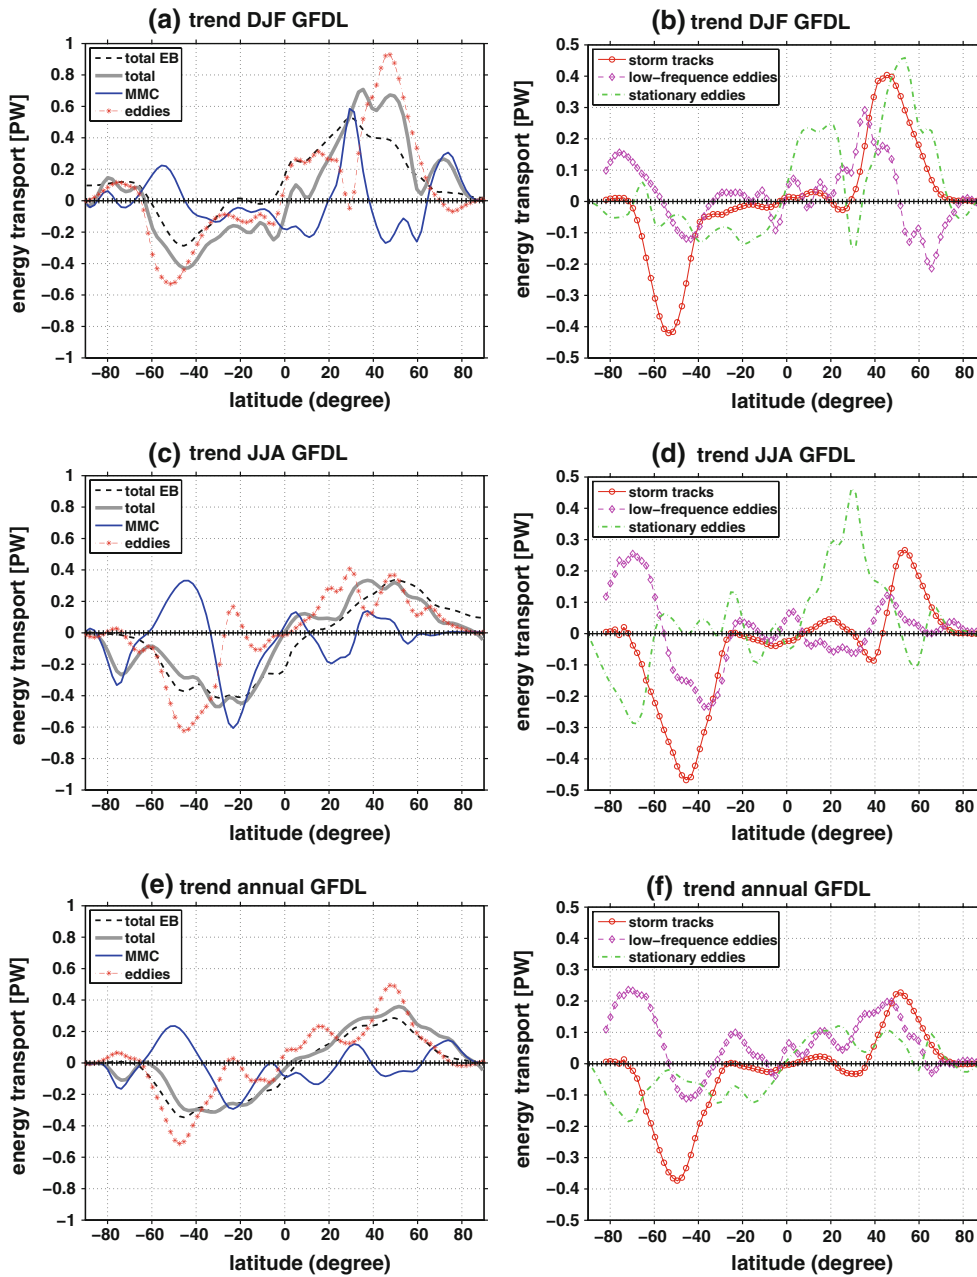 (a) trend DJF GFDL
total EB
total
MMC
eddies
energy transport [PW]
1
0.8
0.6
0.4
0.2
0
−0.2
−0.4
−0.6
−0.8
−1
−80 −60 −40 −20 0 20 40 60 80
latitude (degree)
(b) trend DJF GFDL
storm tracks
low−frequence eddies
stationary eddies
energy transport [PW]
0.5
0.4
0.3
0.2
0.1
0
−0.1
−0.2
−0.3
−0.4
−0.5
−80 −60 −40 −20 0 20 40 60 80
latitude (degree)
(c) trend JJA GFDL
total EB
total
MMC
eddies
energy transport [PW]
1
0.8
0.6
0.4
0.2
0
−0.2
−0.4
−0.6
−0.8
−1
−80 −60 −40 −20 0 20 40 60 80
latitude (degree)
(d) trend JJA GFDL
storm tracks
low−frequence eddies
stationary eddies
energy transport [PW]
0.5
0.4
0.3
0.2
0.1
0
−0.1
−0.2
−0.3
−0.4
−0.5
−80 −60 −40 −20 0 20 40 60 80
latitude (degree)
(e) trend annual GFDL
total EB
total
MMC
eddies
energy transport [PW]
1
0.8
0.6
0.4
0.2
0
−0.2
−0.4
−0.6
−0.8
−1
−80 −60 −40 −20 0 20 40 60 80
latitude (degree)
(f) trend annual GFDL
storm tracks
low−frequence eddies
stationary eddies
energy transport [PW]
0.5
0.4
0.3
0.2
0.1
0
−0.1
−0.2
−0.3
−0.4
−0.5
−80 −60 −40 −20 0 20 40 60 80
latitude (degree)